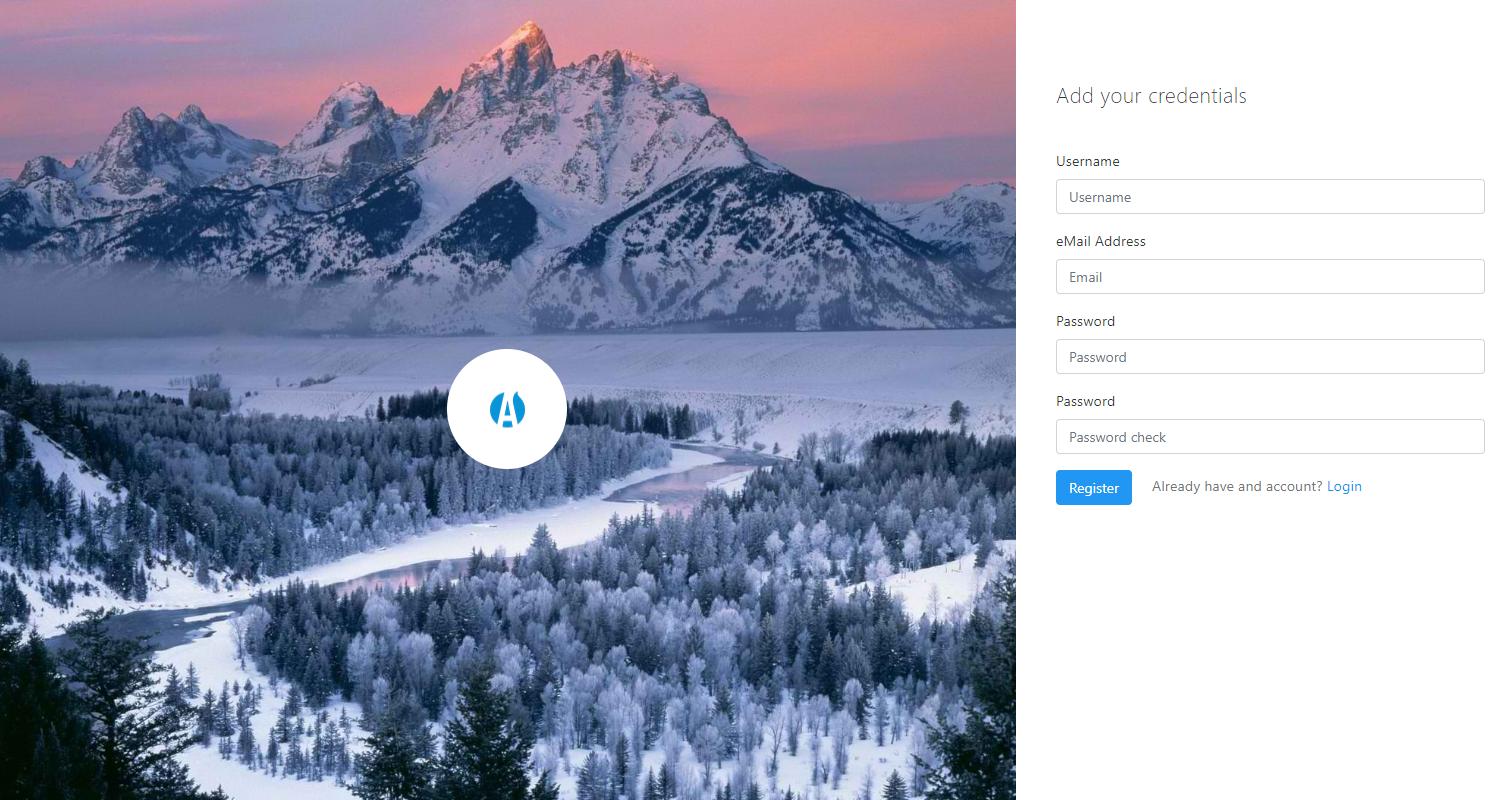 Add your credentials
Username
Username
eMail Address
Email
Password
Password
Password
Password check
Register Already have and account? Login